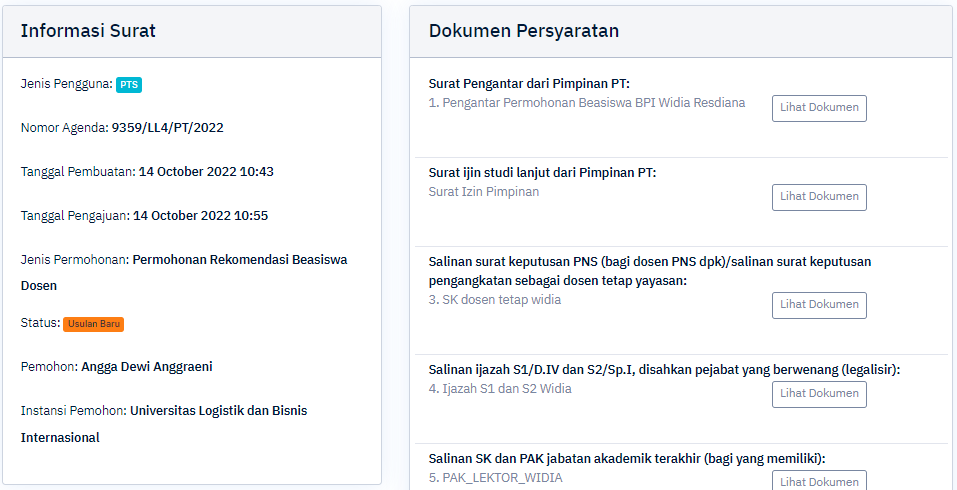 Informasi Surat
Jenis Pengguna: PTS
Nomor Agenda: 9359/LL4/PT/2022
Tanggal Pembuatan: 14 October 2022 10:43
Tanggal Pengajuan: 14 October 2022 10:55
Jenis Permohonan: Permohonan Rekomendasi Beasiswa
Dosen
Status: Usulan Baru
Pemohon: Angga Dewi Anggraeni
Instansi Pemohon: Universitas Logistik dan Bisnis
Internasional
Dokumen Persyaratan
Surat Pengantar dari Pimpinan PT:
1. Pengantar Permohonan Beasiswa BPI Widia Resdiana
Lihat Dokumen
Surat ijin studi lanjut dari Pimpinan PT:
Surat Izin Pimpinan
Lihat Dokumen
Salinan surat keputusan PNS (bagi dosen PNS dpk)/salinan surat keputusan
pengangkatan sebagai dosen tetap yayasan:
3. SK dosen tetap widia
Lihat Dokumen
Salinan ijazah S1/D.IV dan S2/Sp.I, disahkan pejabat yang berwenang (legalisir):
4. Ijazah S1 dan S2 Widia
Lihat Dokumen
Salinan SK dan PAK jabatan akademik terakhir (bagi yang memiliki):
5. PAK_LEKTOR_WIDIA
Lihat Dokumen